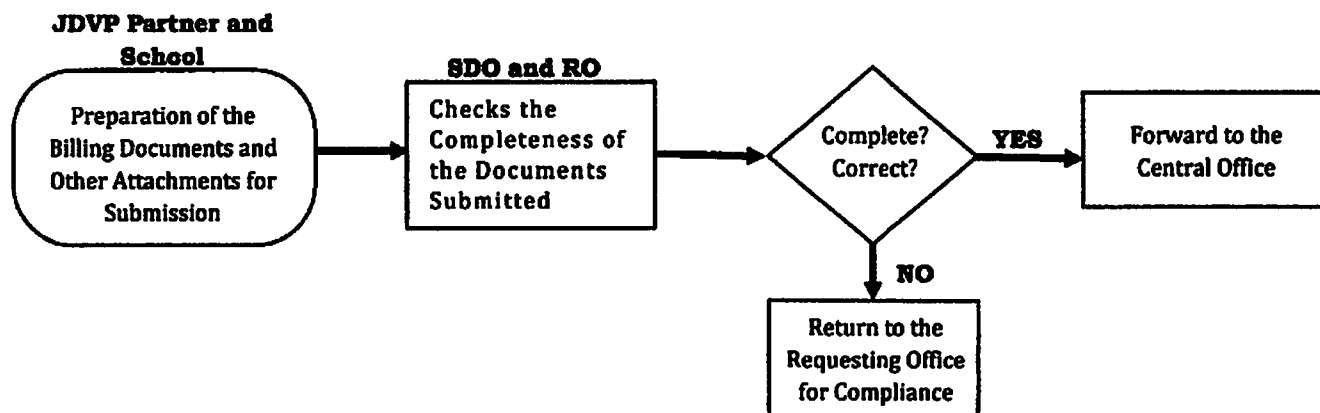 JDVP Partner and
School
Preparation of the
Billing Documents and
Other Attachments for
Submission
SDO and RO
Checks the
Completeness of
the Documents
Submitted
Complete?
Correct?
YES
Forward to the
Central Office
NO
Return to the
Requesting Office
for Compliance